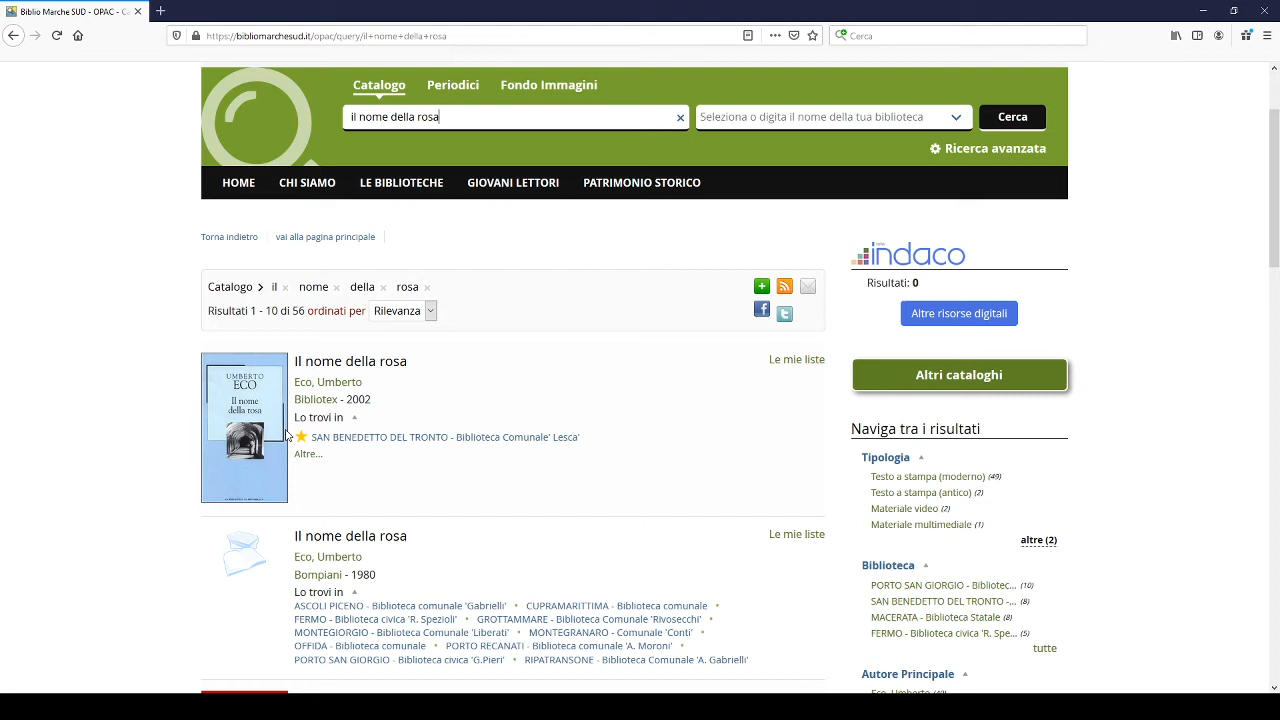 Biblio Marche SUD - OPAC - Catalo
https://bibliomarchesud.it/opac/query/il+nome+della+rosa
Cerca
Catalogo Periodici Fondo Immagini
il nome della rosa
Seleziona o digita il nome della tua biblioteca
Cerca
Ricerca avanzata
HOME CHI SIAMO LE BIBLIOTECHE GIOVANI LETTORI PATRIMONIO STORICO
Torna indietro vai alla pagina principale
Catalogo il nome della rosa
Risultati 1 - 10 di 56 ordinati per Rilevanza
UMBERTO
ECO
Il nome
della rosa
Il nome della rosa
Le mie liste
Eco, Umberto
Bibliotex - 2002
Lo trovi in
SAN BENEDETTO DEL TRONTO - Biblioteca Comunale' Lesca'
Altre...
Il nome della rosa
Le mie liste
Eco, Umberto
Bompiani - 1980
Lo trovi in
ASCOLI PICENO - Biblioteca comunale 'Gabrielli' • CUPRAMARITTIMA - Biblioteca comunale •
FERMO - Biblioteca civica 'R. Spezioli' • GROTTAMMARE - Biblioteca Comunale 'Rivosecchi' •
MONTEGIORGIO - Biblioteca Comunale 'Liberati' • MONTEGRANARO - Comunale 'Conti' •
OFFIDA - Biblioteca comunale • PORTO RECANATI - Biblioteca comunale 'A. Moroni' •
PORTO SAN GIORGIO - Biblioteca civica 'G.Pieri' • RIPATRANSONE - Biblioteca Comunale 'A. Gabrielli'
indaco
Risultati: 0
Altre risorse digitali
Altri cataloghi
Naviga tra i risultati
Tipologia
Testo a stampa (moderno) (49)
Testo a stampa (antico) (2)
Materiale video (2)
Materiale multimediale (1)
altre (2)
Biblioteca
PORTO SAN GIORGIO - Bibliotec... (10)
SAN BENEDETTO DEL TRONTO -... (8)
MACERATA - Biblioteca Statale (8)
FERMO - Biblioteca civica 'R. Spe... (5)
tutte
Autore Principale
Eco, Umberto